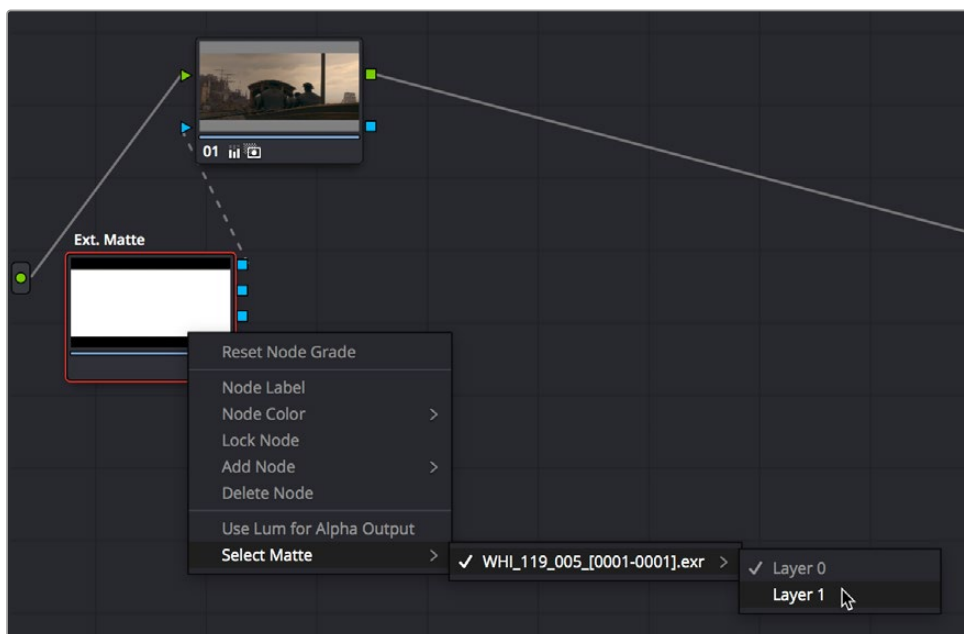 01
Ext. Matte
Reset Node Grade
Node Label
Node Color
Lock Node
Add Node
Delete Node
Use Lum for Alpha Output
Select Matte
WHI_119_005_[0001-0001].exr
Layer 0
Layer 1